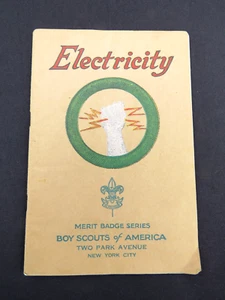 Electricity
MERIT BADGE SERIES
BOY SCOUTS of AMERICA
TWO PARK AVENUE
NEW YORK CITY